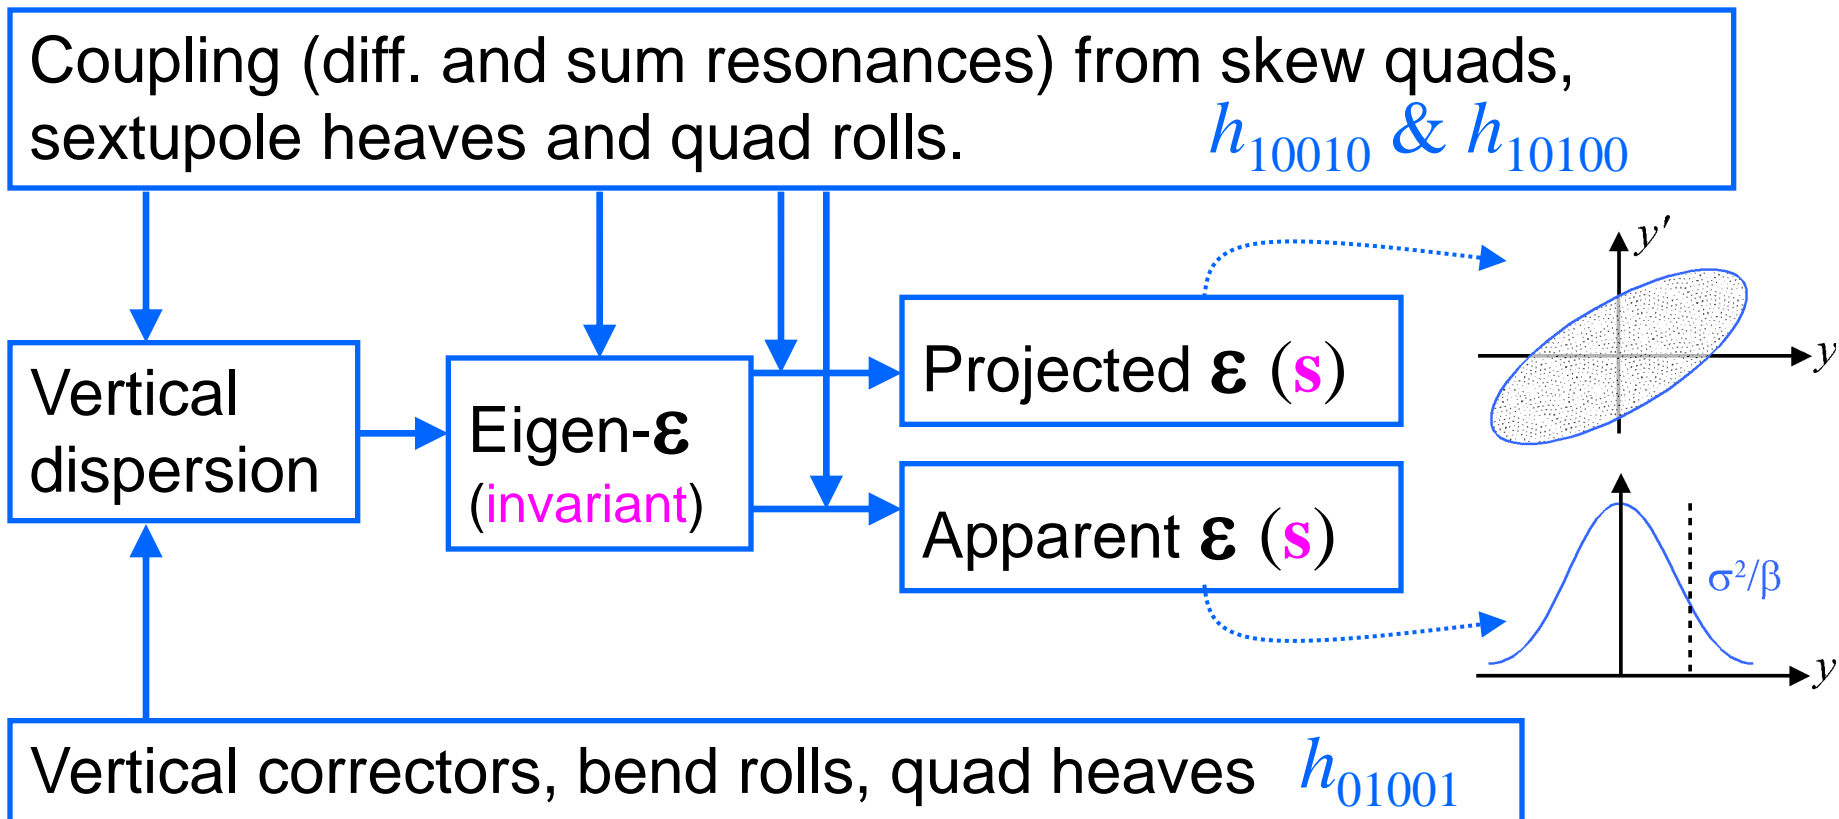 Coupling (diff. and sum resonances) from skew quads,
sextupole heaves and quad rolls. h₁₀₀₁₀ & h₁₀₁₀₀
Vertical
dispersion
Eigen-ε
(invariant)
Projected ε (s)
Apparent ε (s)
y′
y
σ²/β
y
Vertical correctors, bend rolls, quad heaves h₀₁₀₀₁